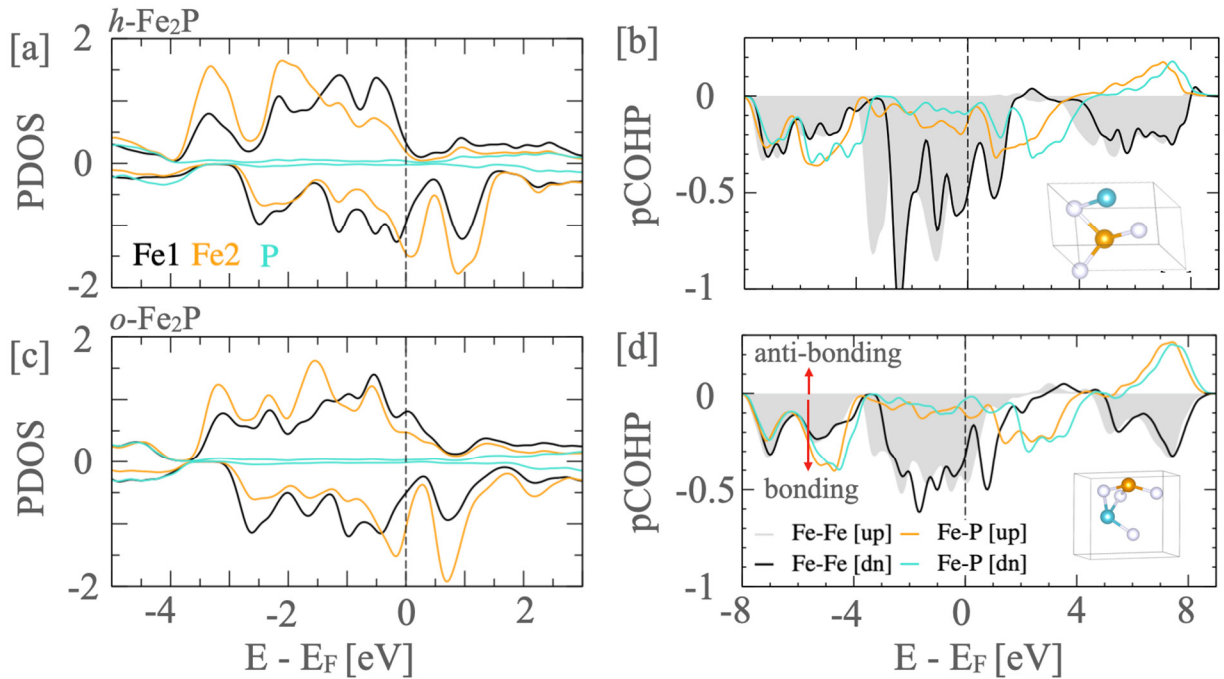 h-Fe₂P
[a]
2
0
-2
PDOS
Fe1 Fe2 P
[b]
0
-0.5
-1
pCOHP
o-Fe₂P
[c]
2
0
-2
PDOS
-4 -2 0 2
E - E_F [eV]
[d]
anti-bonding
bonding
0
-0.5
-1
pCOHP
Fe-Fe [up] Fe-P [up]
Fe-Fe [dn] Fe-P [dn]
-8 -4 0 4 8
E - E_F [eV]